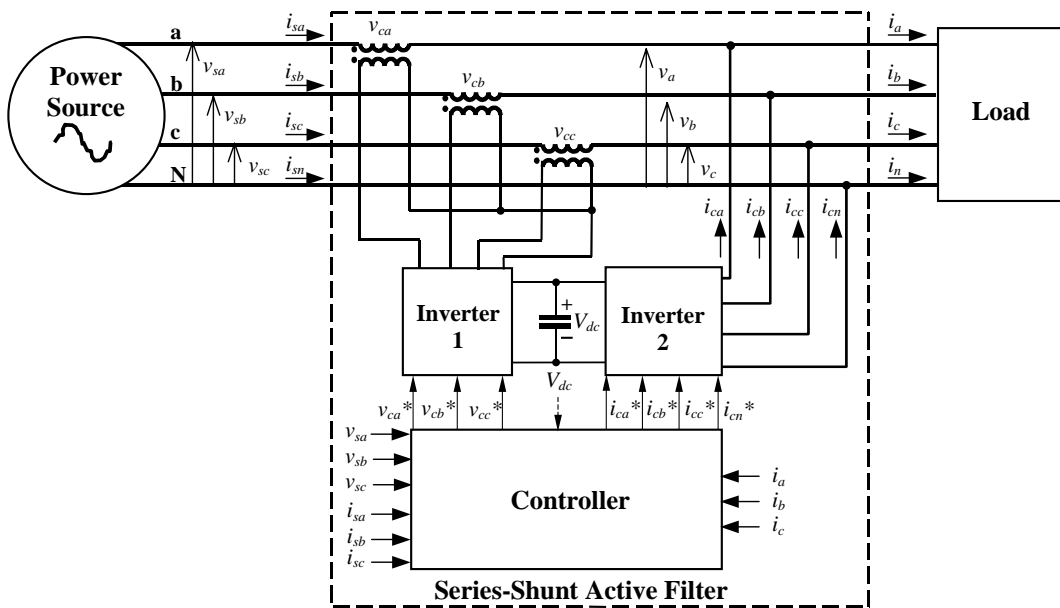 i_sa
a
v_ca
i_a
v_sa
v_a
Power
Source
i_sb
b
v_cb
i_b
v_sb
v_b
Load
i_sc
c
v_cc
i_c
v_sc
v_c
i_sn
N
i_n
i_ca
i_cb
i_cc
i_cn
Inverter
1
+
V_dc
−
Inverter
2
V_dc
v_ca*
v_cb*
v_cc*
i_ca*
i_cb*
i_cc*
i_cn*
v_sa
v_sb
v_sc
i_sa
i_sb
i_sc
Controller
i_a
i_b
i_c
Series-Shunt Active Filter